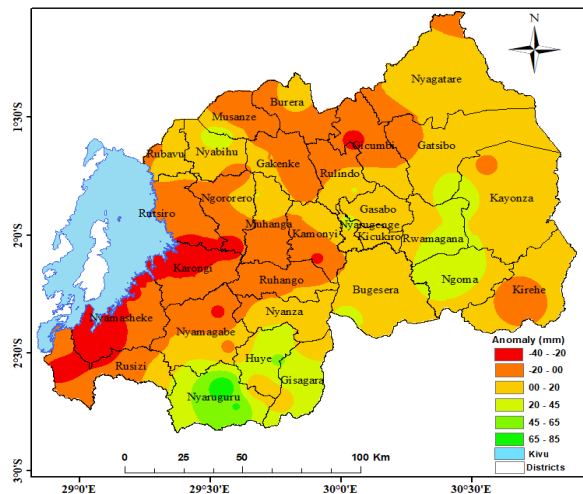 N
Nyagatare
Burera
Musanze
1°30'S
Gicumbi
Gatsibo
Rubavu
Nyabihu
Gakenke
Rulindo
Kayonza
Ngororero
Gasabo
Rutsiro
Muhanga
Nyarugenge
2°0'S
Kamonyi
Kicukiro
Rwamagana
Karongi
Ngoma
Ruhango
Bugesera
Kirehe
Nyamasheke
Nyanza
Nyamagabe
2°30'S
Huye
Rusizi
Gisagara
Nyaruguru
Anomaly (mm)
-40 - -20
-20 - 00
00 - 20
20 - 45
45 - 65
65 - 85
Kivu
Districts
0 25 50 100 Km
3°0'S
29°0'E 29°30'E 30°0'E 30°30'E